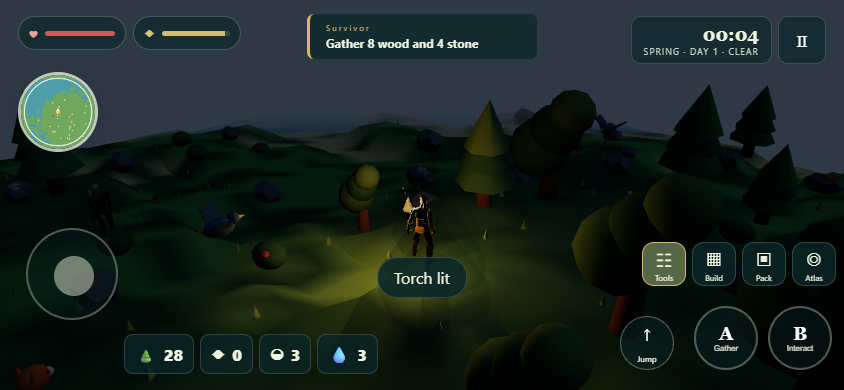 Survivor
Gather 8 wood and 4 stone
00:04
SPRING · DAY 1 · CLEAR
II
Torch lit
Tools
Build
Pack
Atlas
28
0
3
3
↑
Jump
A
Gather
B
Interact